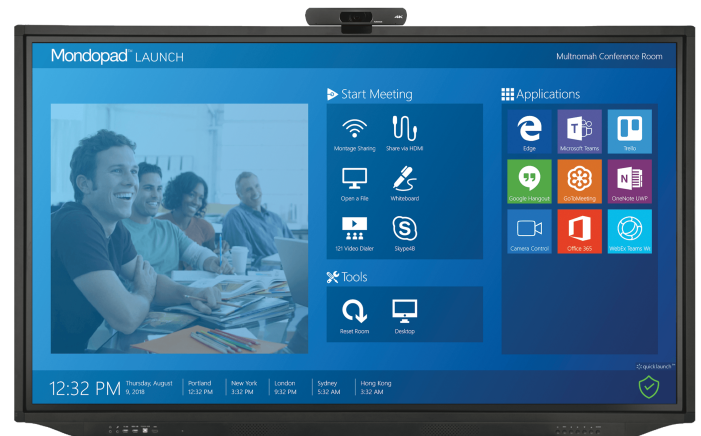 4K
Mondopad™ LAUNCH
Multnomah Conference Room
Start Meeting
Applications
Montage Sharing
Share via HDMI
Edge
Microsoft Teams
Trello
Open a File
Whiteboard
Google Hangout
GoToMeeting
OneNote UWP
121 Video Dialer
Skype4B
Camera Control
Office 365
WebEx Teams Wi
Tools
Reset Room
Desktop
quicklaunch™
12:32 PM
Thursday, August
9, 2018
Portland
12:32 PM
New York
3:32 PM
London
9:32 PM
Sydney
5:32 AM
Hong Kong
3:32 AM